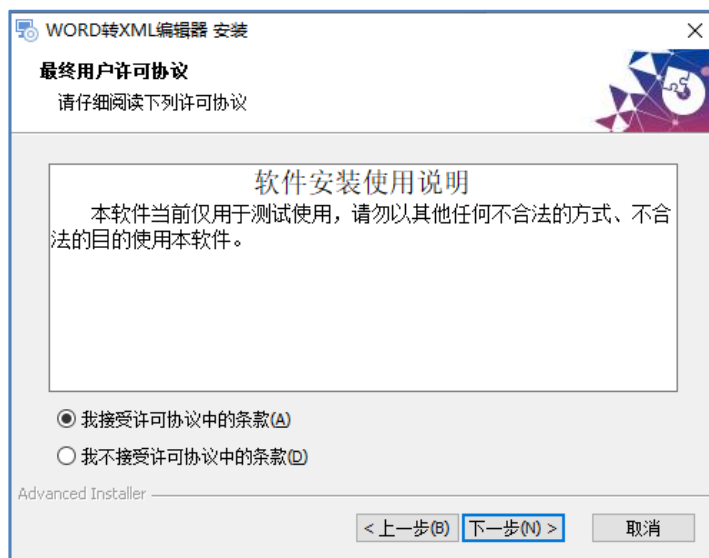 WORD转XML编辑器 安装
最终用户许可协议
请仔细阅读下列许可协议
软件安装使用说明
本软件当前仅用于测试使用，请勿以其他任何不合法的方式、不合
法的目的使用本软件。
我接受许可协议中的条款(A)
我不接受许可协议中的条款(D)
Advanced Installer
< 上一步(B) 下一步(N) > 取消